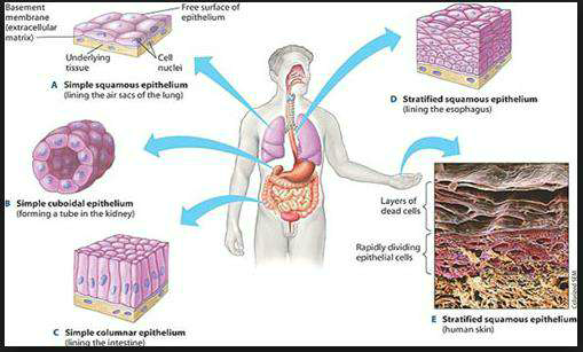 Basement
membrane
(extracellular
matrix)
Free surface of
epithelium
Underlying
tissue
Cell
nuclei
A Simple squamous epithelium
(lining the air sacs of the lung)
B Simple cuboidal epithelium
(forming a tube in the kidney)
C Simple columnar epithelium
(lining the intestine)
D Stratified squamous epithelium
(lining the esophagus)
Layers of
dead cells
Rapidly dividing
epithelial cells
Colorized SEM
E Stratified squamous epithelium
(human skin)